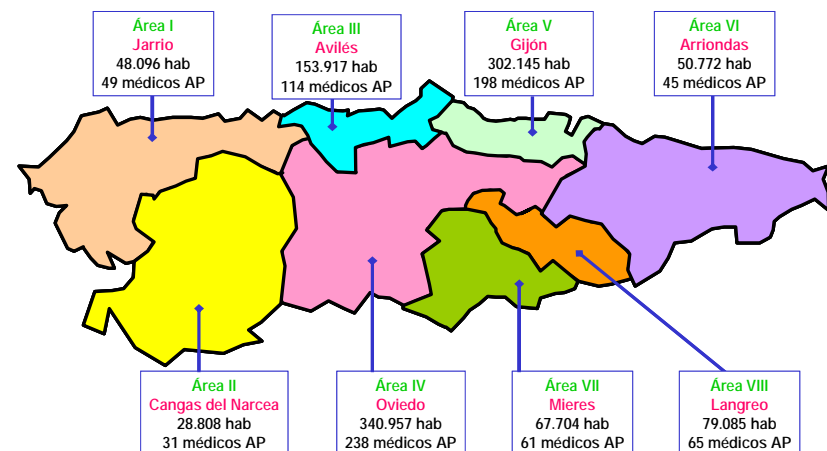 Área I
Jarrio
48.096 hab
49 médicos AP
Área III
Avilés
153.917 hab
114 médicos AP
Área V
Gijón
302.145 hab
198 médicos AP
Área VI
Arriondas
50.772 hab
45 médicos AP
Área II
Cangas del Narcea
28.808 hab
31 médicos AP
Área IV
Oviedo
340.957 hab
238 médicos AP
Área VII
Mieres
67.704 hab
61 médicos AP
Área VIII
Langreo
79.085 hab
65 médicos AP